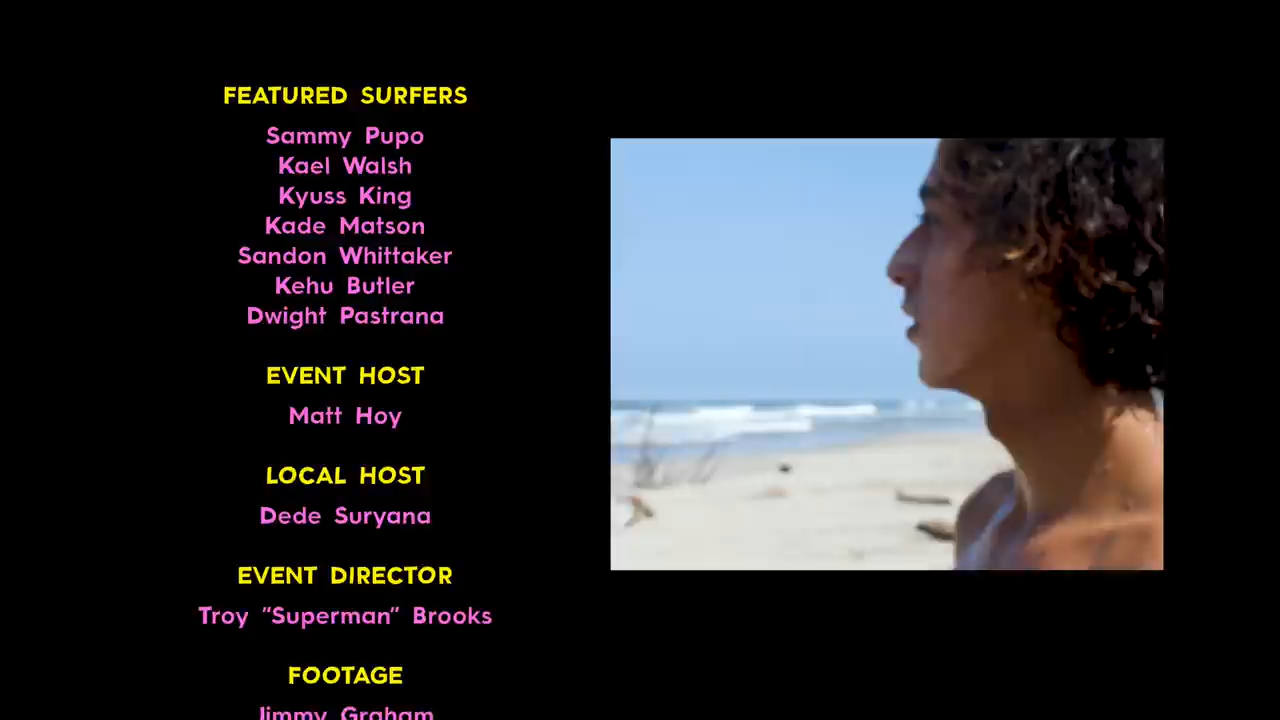 FEATURED SURFERS
Sammy Pupo
Kael Walsh
Kyuss King
Kade Matson
Sandon Whittaker
Kehu Butler
Dwight Pastrana
EVENT HOST
Matt Hoy
LOCAL HOST
Dede Suryana
EVENT DIRECTOR
Troy "Superman" Brooks
FOOTAGE
Jimmy Graham